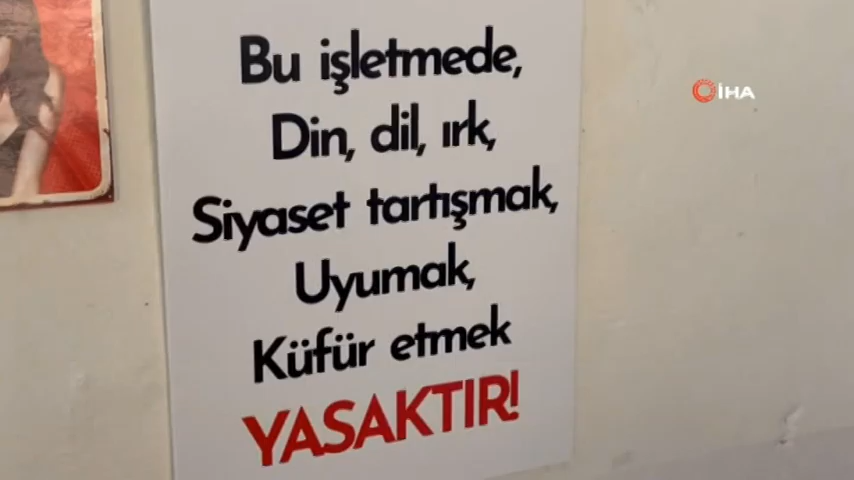 Bu işletmede,
Din, dil, ırk,
Siyaset tartışmak,
Uyumak,
Küfür etmek
YASAKTIR!
İHA